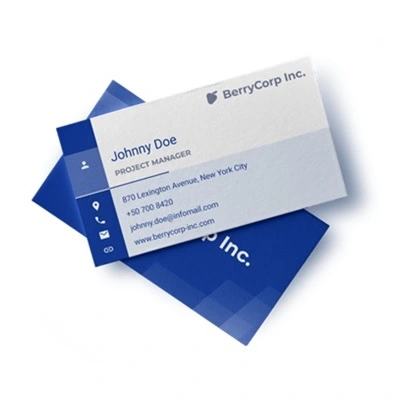 BerryCorp Inc.
Johnny Doe
PROJECT MANAGER
870 Lexington Avenue, New York City
+50 700 8420
johnny.doe@infomail.com
www.berrycorp-inc.com
Inc.